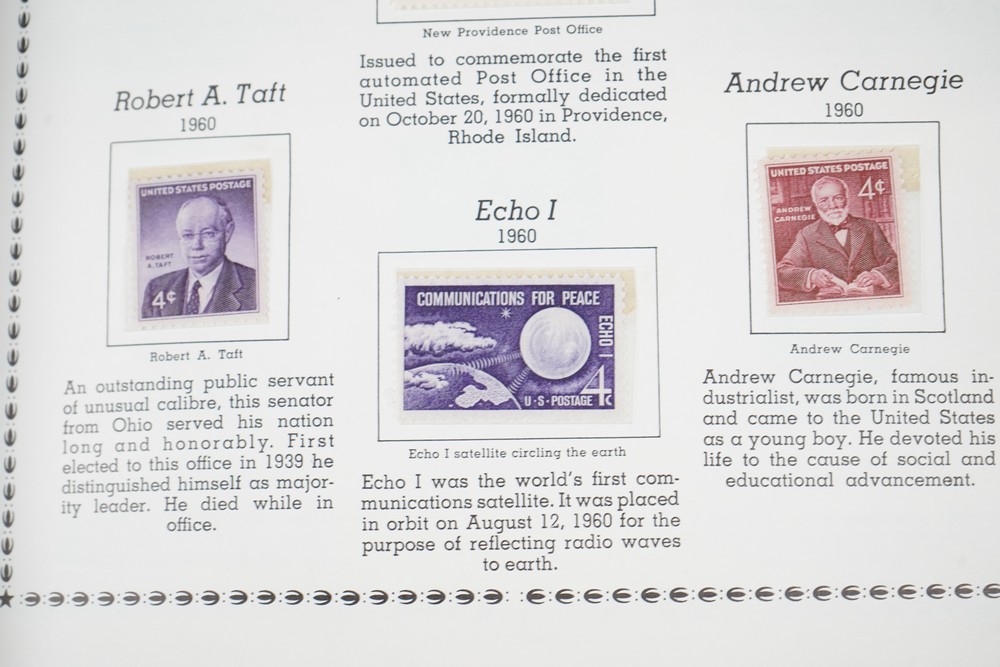 New Providence Post Office
Issued to commemorate the first
automated Post Office in the
United States, formally dedicated
on October 20, 1960 in Providence,
Rhode Island.
Robert A. Taft
1960
UNITED STATES POSTAGE
ROBERT
A. TAFT
4¢
Robert A. Taft
An outstanding public servant
of unusual calibre, this senator
from Ohio served his nation
long and honorably. First
elected to this office in 1939 he
distinguished himself as major-
ity leader. He died while in
office.
Echo I
1960
COMMUNICATIONS FOR PEACE
ECHO I
4c
U·S·POSTAGE
Echo I satellite circling the earth
Echo I was the world's first com-
munications satellite. It was placed
in orbit on August 12, 1960 for the
purpose of reflecting radio waves
to earth.
Andrew Carnegie
1960
UNITED STATES POSTAGE
4¢
ANDREW
CARNEGIE
Andrew Carnegie
Andrew Carnegie, famous in-
dustrialist, was born in Scotland
and came to the United States
as a young boy. He devoted his
life to the cause of social and
educational advancement.